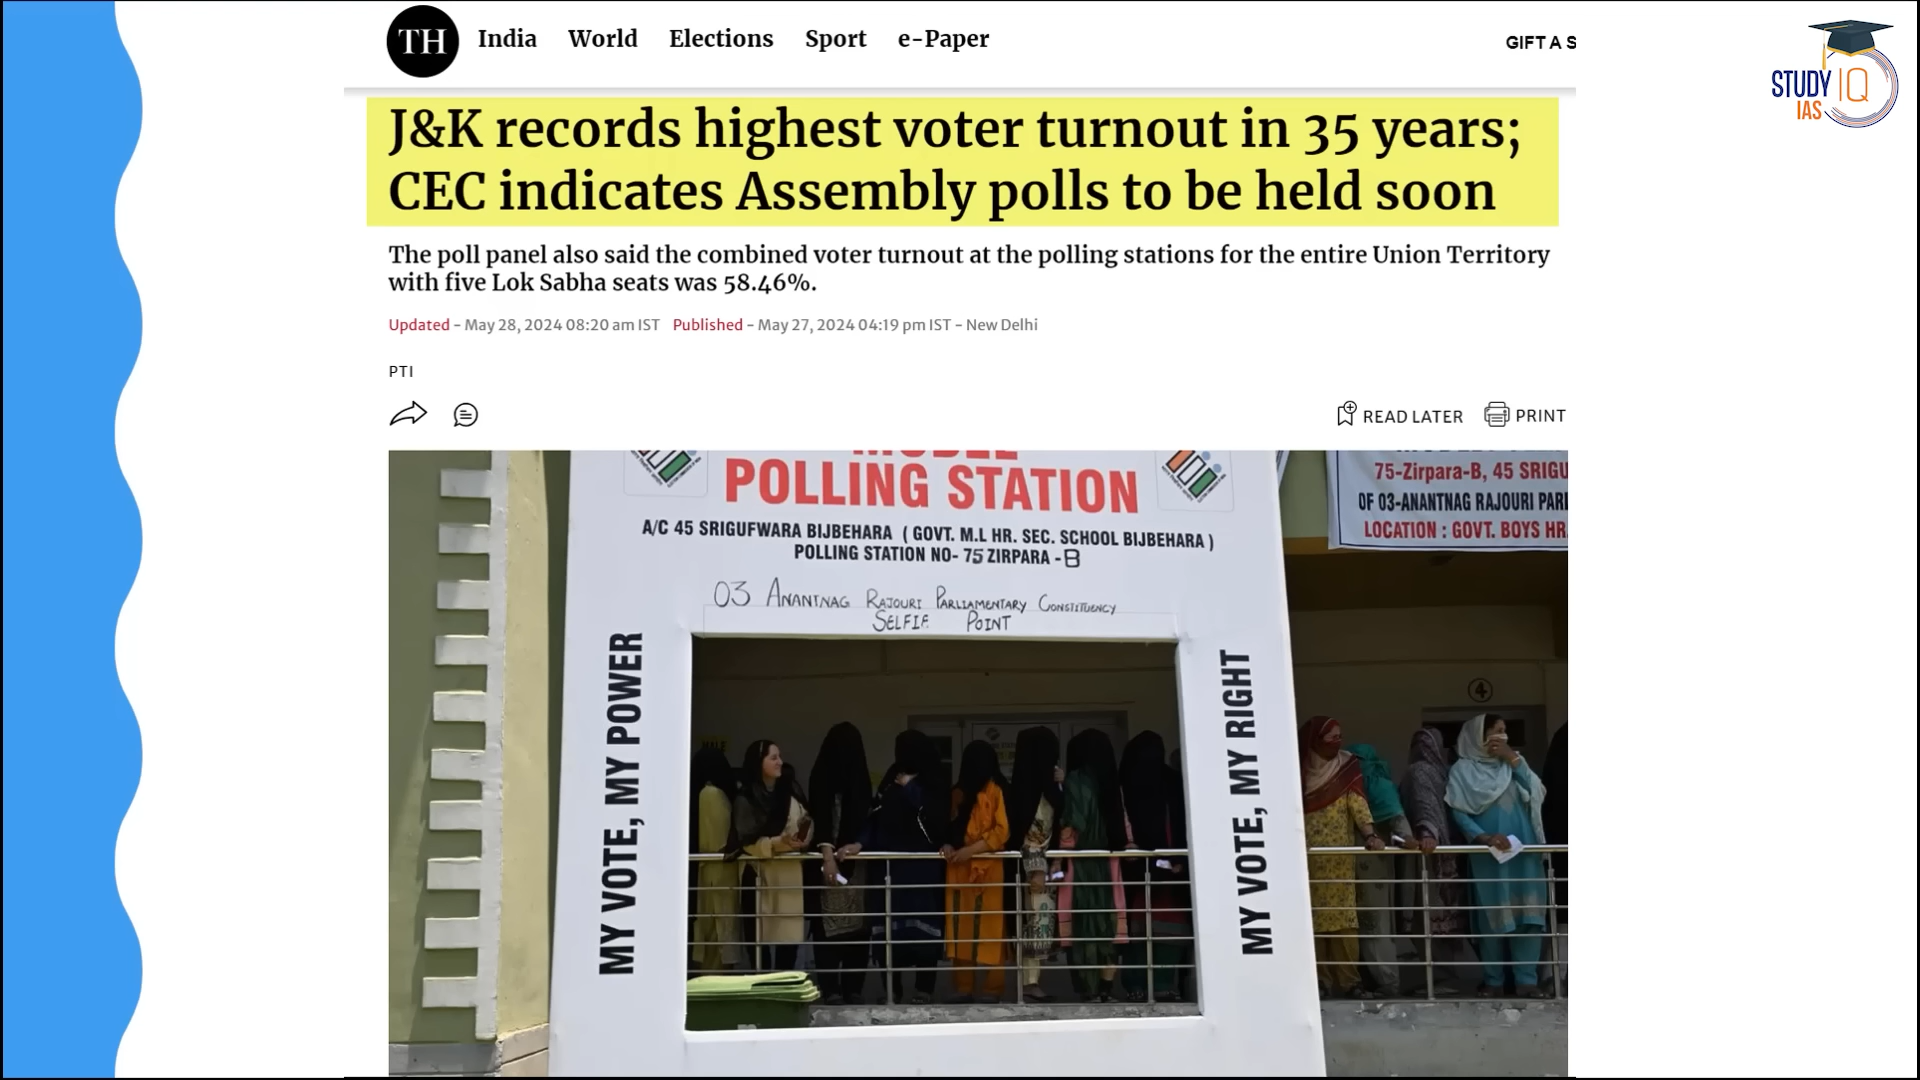 TH India World Elections Sport e-Paper
GIFT A S
STUDY IQ
IAS
J&K records highest voter turnout in 35 years;
CEC indicates Assembly polls to be held soon
The poll panel also said the combined voter turnout at the polling stations for the entire Union Territory
with five Lok Sabha seats was 58.46%.
Updated - May 28, 2024 08:20 am IST Published - May 27, 2024 04:19 pm IST - New Delhi
PTI
READ LATER PRINT
MODEL
POLLING STATION
A/C 45 SRIGUFWARA BIJBEHARA ( GOVT. M.L HR. SEC. SCHOOL BIJBEHARA )
POLLING STATION NO- 75 ZIRPARA - B
03 ANANTNAG RAJOURI PARLIAMENTARY CONSTITUENCY
SELFIE POINT
MY VOTE, MY POWER
MY VOTE, MY RIGHT
75-Zirpara-B, 45 SRIGU
OF 03-ANANTNAG RAJOURI PARL
LOCATION : GOVT. BOYS HR.
4